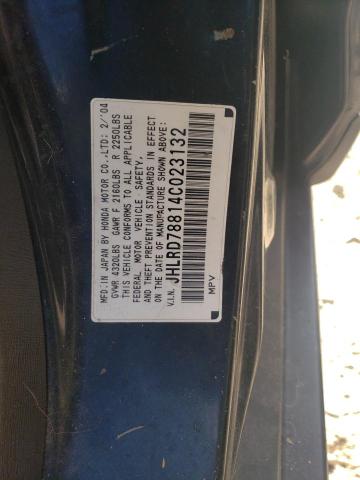 MFD.IN JAPAN BY HONDA MOTOR CO.,LTD: 2/'04
GVWR 4320LBS GAWR F 2160LBS R 2250LBS
THIS VEHICLE CONFORMS TO ALL APPLICABLE
FEDERAL MOTOR VEHICLE SAFETY,
AND THEFT PREVENTION STANDARDS IN EFFECT
ON THE DATE OF MANUFACTURE SHOWN ABOVE:
V.I.N. JHLRD78814C023132
MPV